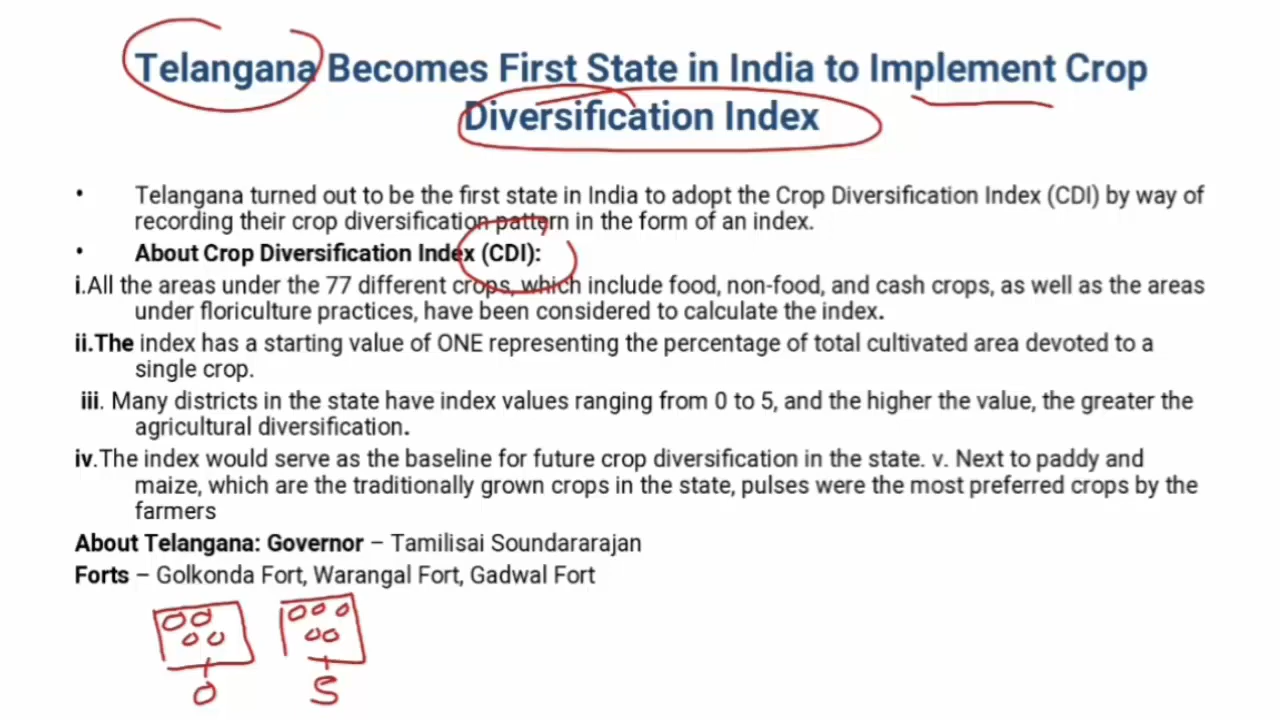 Telangana Becomes First State in India to Implement Crop
Diversification Index
• Telangana turned out to be the first state in India to adopt the Crop Diversification Index (CDI) by way of
recording their crop diversification pattern in the form of an index.
• About Crop Diversification Index (CDI):
i.All the areas under the 77 different crops, which include food, non-food, and cash crops, as well as the areas
under floriculture practices, have been considered to calculate the index.
ii.The index has a starting value of ONE representing the percentage of total cultivated area devoted to a
single crop.
iii. Many districts in the state have index values ranging from 0 to 5, and the higher the value, the greater the
agricultural diversification.
iv.The index would serve as the baseline for future crop diversification in the state. v. Next to paddy and
maize, which are the traditionally grown crops in the state, pulses were the most preferred crops by the
farmers
About Telangana: Governor – Tamilisai Soundararajan
Forts – Golkonda Fort, Warangal Fort, Gadwal Fort
0 5